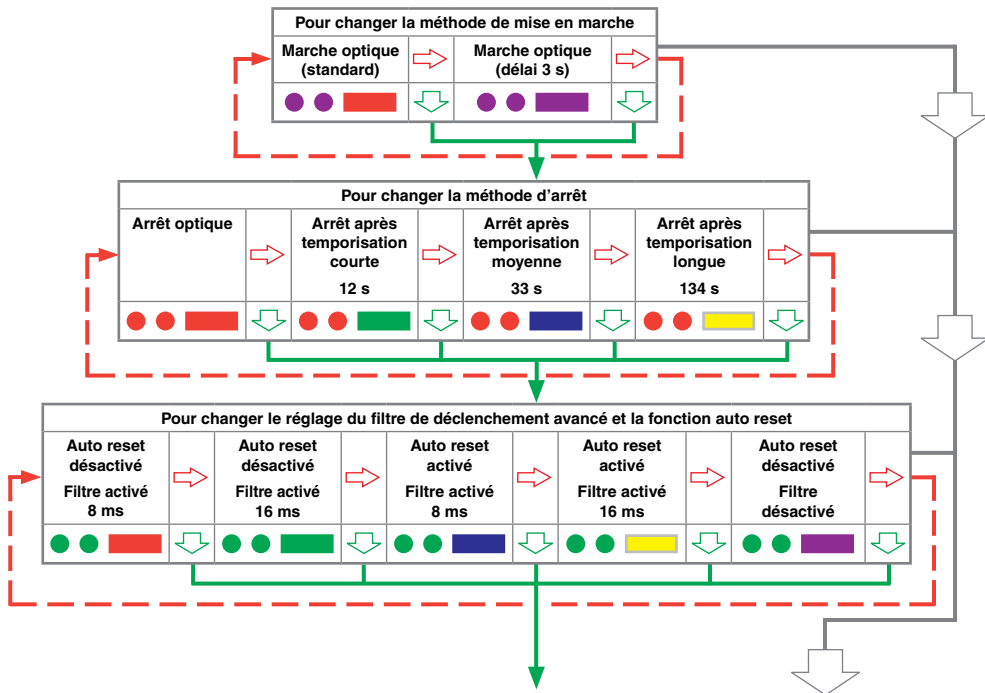 Pour changer la méthode de mise en marche
Marche optique
(standard)
Marche optique
(délai 3 s)
Pour changer la méthode d'arrêt
Arrêt optique
Arrêt après
temporisation
courte
12 s
Arrêt après
temporisation
moyenne
33 s
Arrêt après
temporisation
longue
134 s
Pour changer le réglage du filtre de déclenchement avancé et la fonction auto reset
Auto reset
désactivé
Filtre activé
8 ms
Auto reset
désactivé
Filtre activé
16 ms
Auto reset
activé
Filtre activé
8 ms
Auto reset
activé
Filtre activé
16 ms
Auto reset
désactivé
Filtre
désactivé